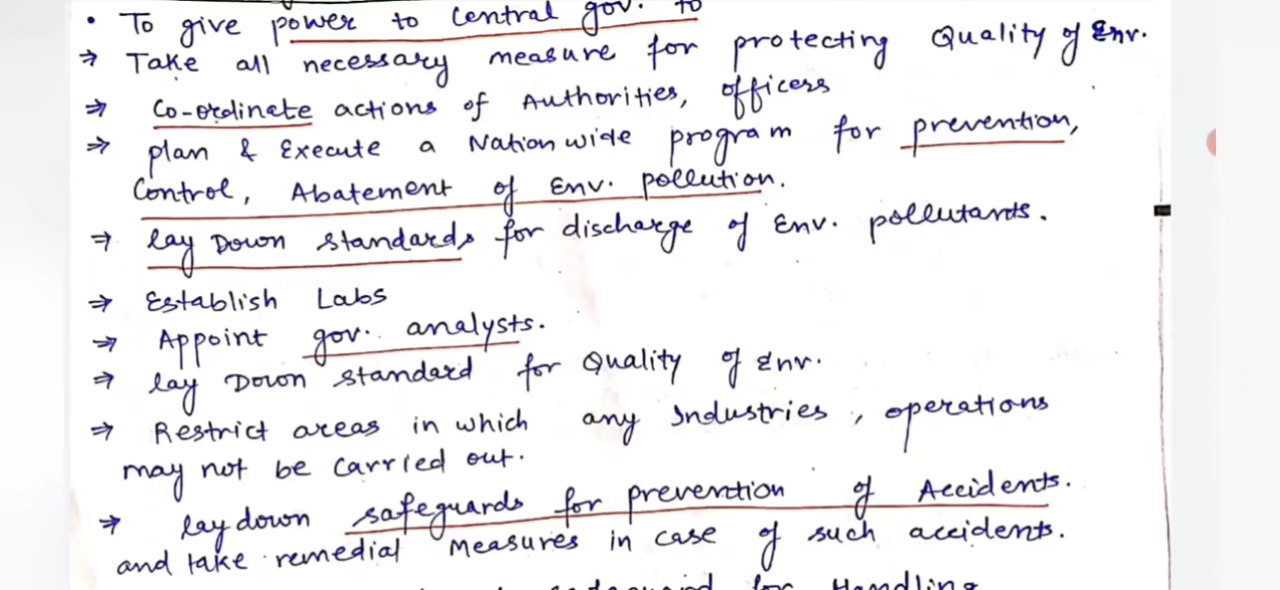 • To give power to Central gov. to
⇒ Take all necessary measure for protecting Quality of Env.
⇒ Co-ordinate actions of Authorities, officers
⇒ plan & Execute a Nation wide program for prevention,
Control, Abatement of Env. pollution.
⇒ lay Down standards for discharge of Env. pollutants.
⇒ Establish Labs
⇒ Appoint gov. analysts.
⇒ lay Down standard for Quality of Env.
⇒ Restrict areas in which any Industries, operations
may not be carried out.
⇒ lay down safeguards for prevention of Accidents.
and take remedial Measures in case of such accidents.
for Handling